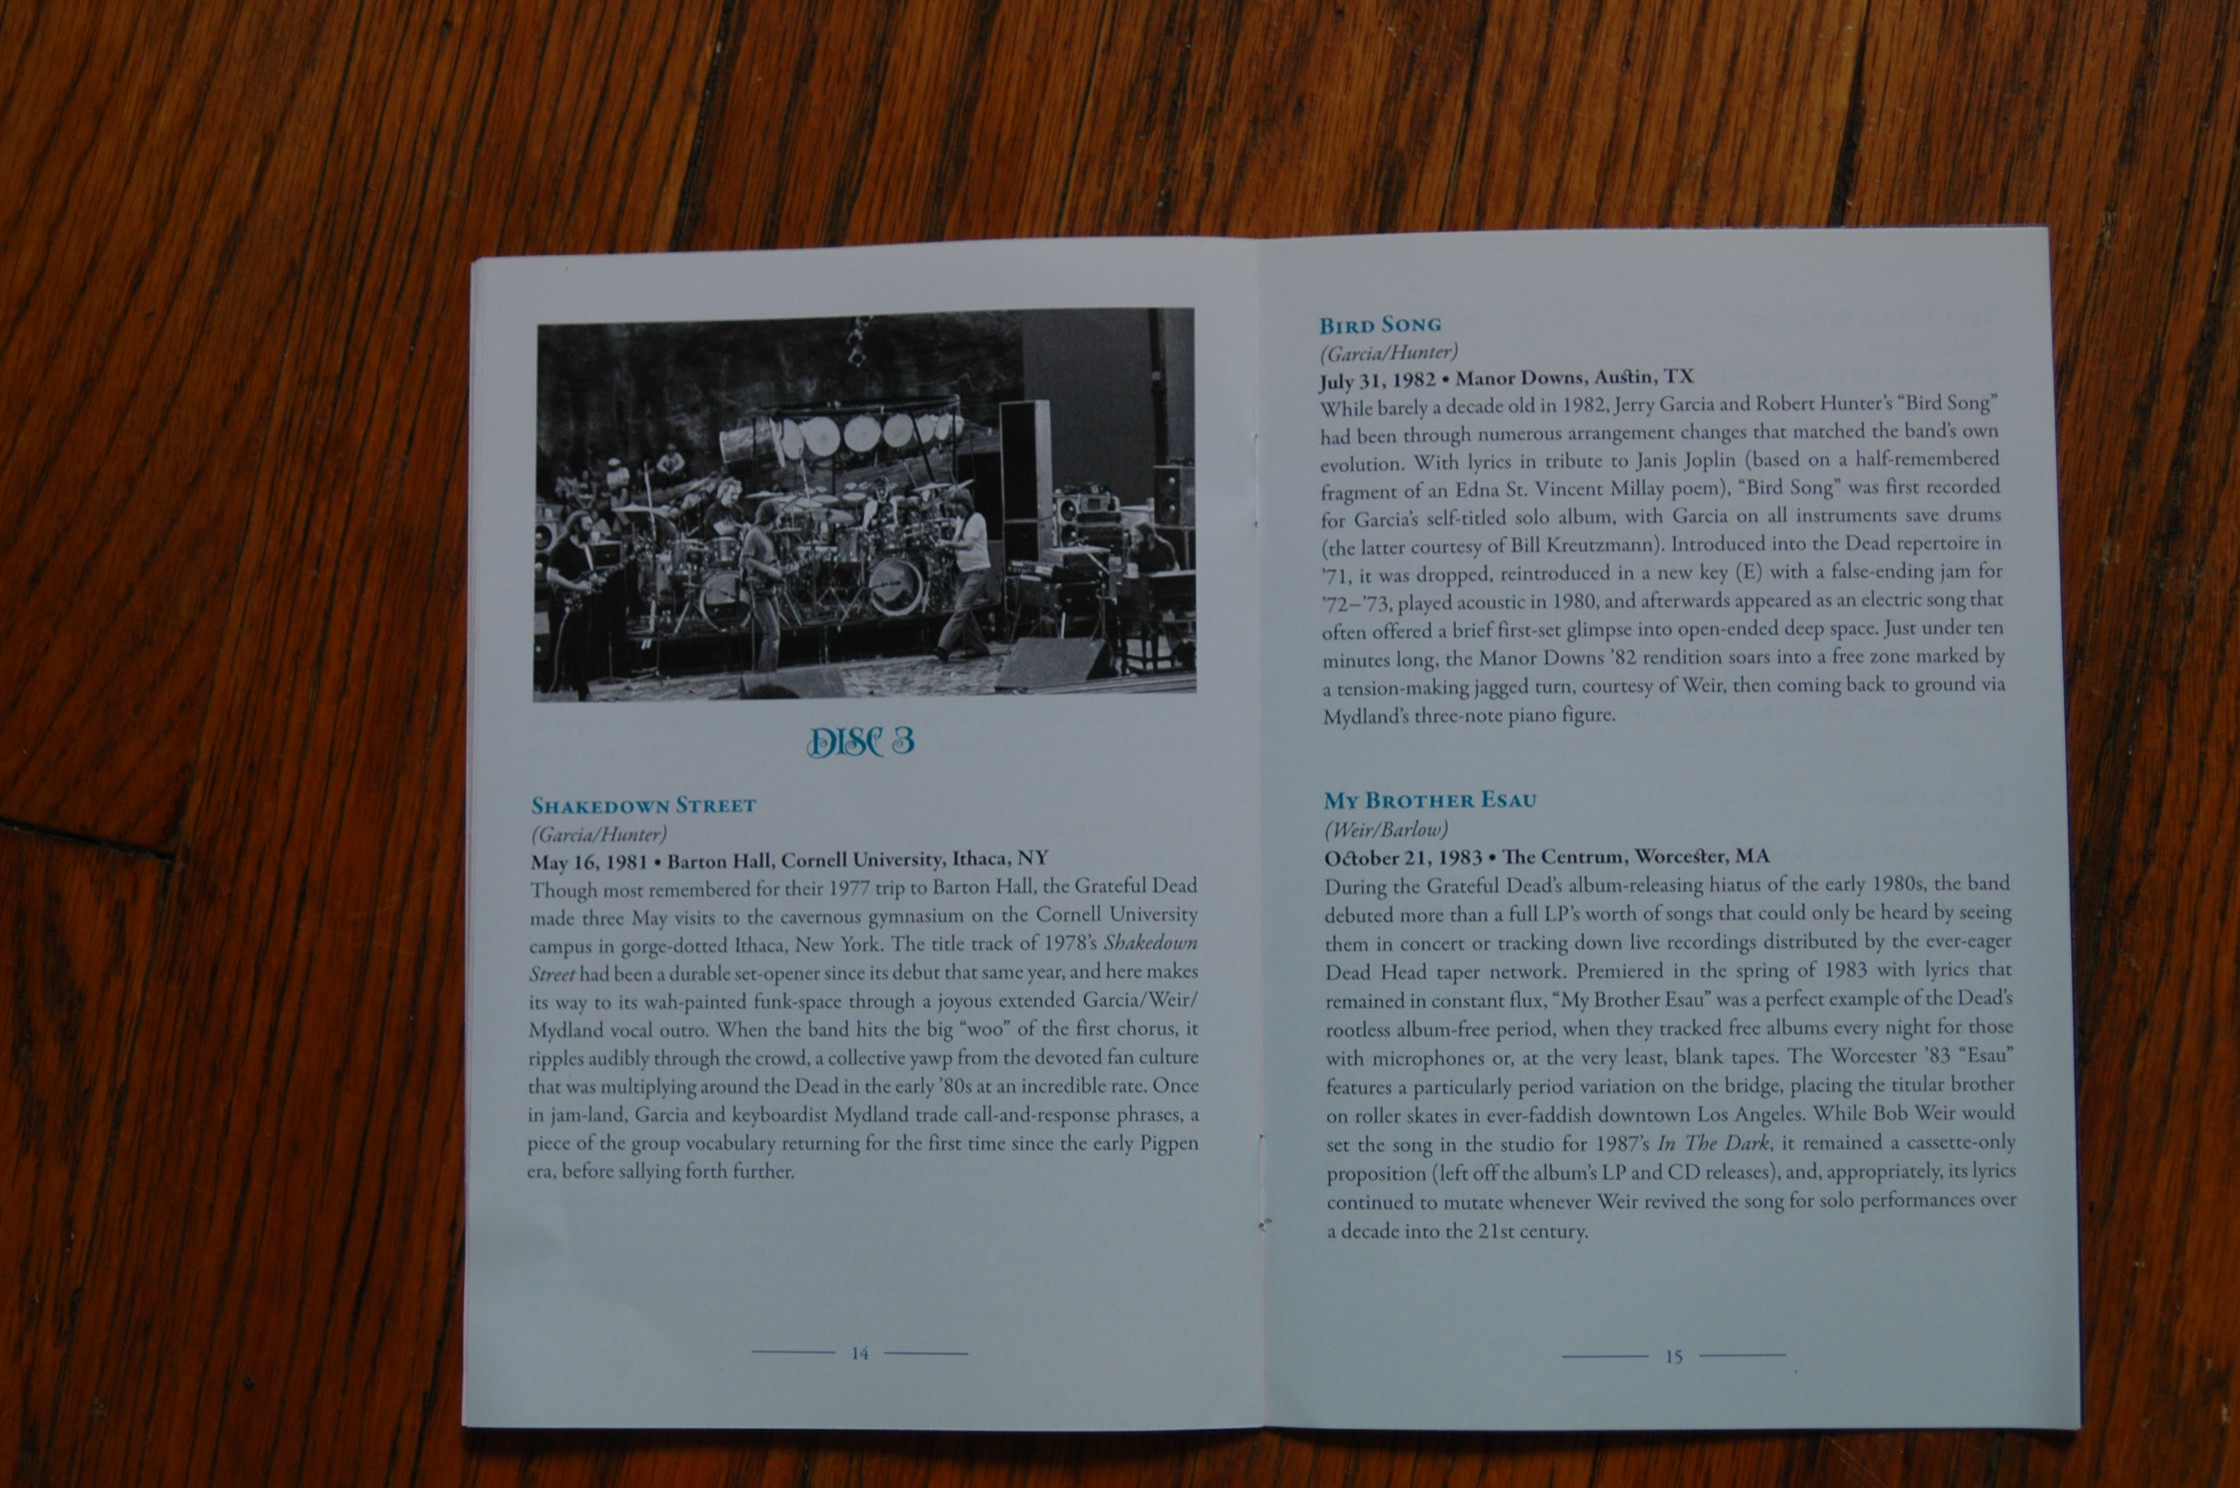 DISC 3
SHAKEDOWN STREET
(Garcia/Hunter)
May 16, 1981 • Barton Hall, Cornell University, Ithaca, NY
Though most remembered for their 1977 trip to Barton Hall, the Grateful Dead
made three May visits to the cavernous gymnasium on the Cornell University
campus in gorge-dotted Ithaca, New York. The title track of 1978's Shakedown
Street had been a durable set-opener since its debut that same year, and here makes
its way to its wah-painted funk-space through a joyous extended Garcia/Weir/
Mydland vocal outro. When the band hits the big “woo” of the first chorus, it
ripples audibly through the crowd, a collective yawp from the devoted fan culture
that was multiplying around the Dead in the early ’80s at an incredible rate. Once
in jam-land, Garcia and keyboardist Mydland trade call-and-response phrases, a
piece of the group vocabulary returning for the first time since the early Pigpen
era, before sallying forth further.
14
BIRD SONG
(Garcia/Hunter)
July 31, 1982 • Manor Downs, Austin, TX
While barely a decade old in 1982, Jerry Garcia and Robert Hunter’s “Bird Song”
had been through numerous arrangement changes that matched the band’s own
evolution. With lyrics in tribute to Janis Joplin (based on a half-remembered
fragment of an Edna St. Vincent Millay poem), “Bird Song” was first recorded
for Garcia’s self-titled solo album, with Garcia on all instruments save drums
(the latter courtesy of Bill Kreutzmann). Introduced into the Dead repertoire in
’71, it was dropped, reintroduced in a new key (E) with a false-ending jam for
’72–’73, played acoustic in 1980, and afterwards appeared as an electric song that
often offered a brief first-set glimpse into open-ended deep space. Just under ten
minutes long, the Manor Downs ’82 rendition soars into a free zone marked by
a tension-making jagged turn, courtesy of Weir, then coming back to ground via
Mydland’s three-note piano figure.
MY BROTHER ESAU
(Weir/Barlow)
October 21, 1983 • The Centrum, Worcester, MA
During the Grateful Dead’s album-releasing hiatus of the early 1980s, the band
debuted more than a full LP’s worth of songs that could only be heard by seeing
them in concert or tracking down live recordings distributed by the ever-eager
Dead Head taper network. Premiered in the spring of 1983 with lyrics that
remained in constant flux, “My Brother Esau” was a perfect example of the Dead’s
rootless album-free period, when they tracked free albums every night for those
with microphones or, at the very least, blank tapes. The Worcester ’83 “Esau”
features a particularly period variation on the bridge, placing the titular brother
on roller skates in ever-faddish downtown Los Angeles. While Bob Weir would
set the song in the studio for 1987’s In The Dark, it remained a cassette-only
proposition (left off the album’s LP and CD releases), and, appropriately, its lyrics
continued to mutate whenever Weir revived the song for solo performances over
a decade into the 21st century.
15